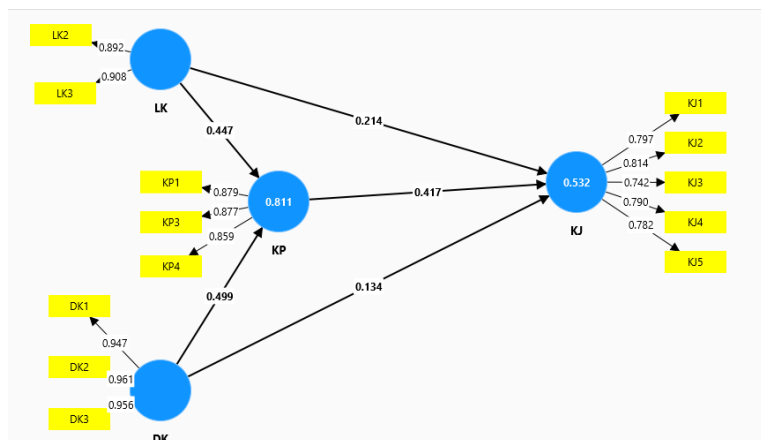 LK2
0.892
0.908
LK3
LK
0.214
0.447
KJ1
0.797
KJ2
0.814
KP1
0.879
KP3
0.877
0.811
0.417
0.532
0.742
KJ3
0.790
KJ4
0.859
KP4
KP
KJ
0.782
KJ5
0.499
0.134
DK1
0.947
DK2
0.961
0.956
DK3
DK